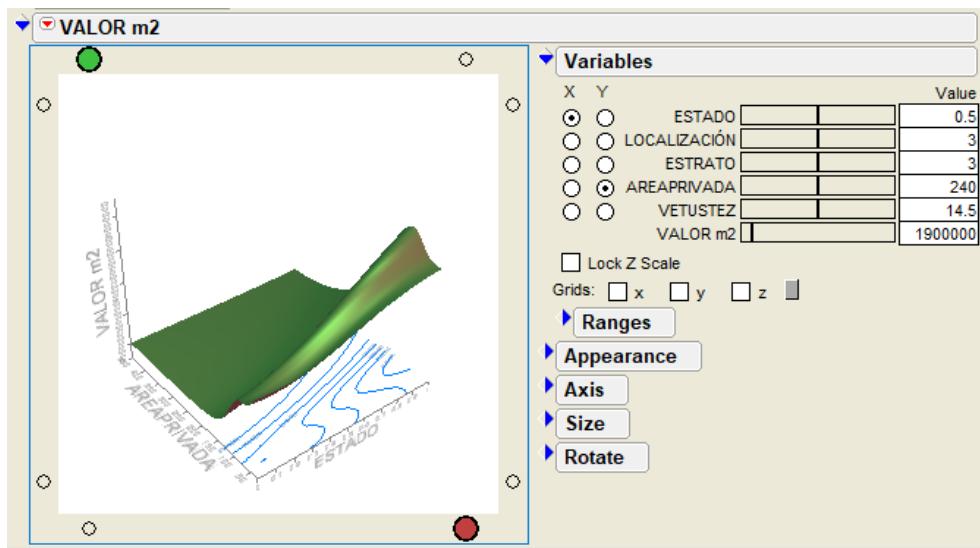 VALOR m2
Variables
X Y Value
ESTADO 0.5
LOCALIZACIÓN 3
ESTRATO 3
AREAPRIVADA 240
VETUSTEZ 14.5
VALOR m2 1900000
Lock Z Scale
Grids: x y z
Ranges
Appearance
Axis
Size
Rotate
VALOR m2
AREAPRIVADA
ESTADO